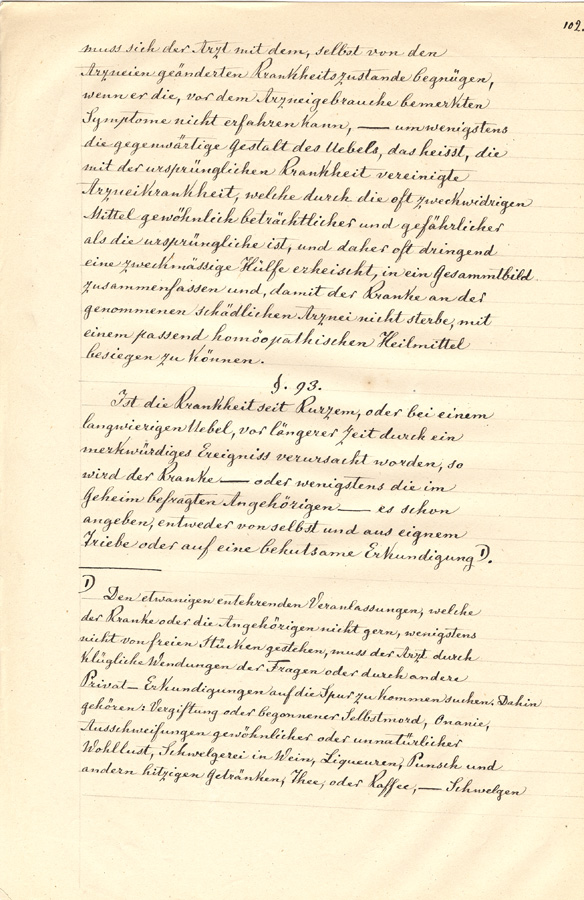 102.
muss sich der Arzt mit dem, selbst von den
Arzneien geänderten Krankheitszustande begnügen,
wenn er die, vor dem Arzneigebrauche bemerkten
Symptome nicht erfahren kann, — um wenigstens
die gegenwärtige Gestalt des Uebels, das heisst, die
mit der ursprünglichen Krankheit vereinigte
Arzneikrankheit, welche durch die oft zweckwidrigen
Mittel gewöhnlich beträchtlicher und gefährlicher
als die ursprüngliche ist, und daher oft dringend
eine zweckmässige Hülfe erheischt, in ein Gesammtbild
zusammenfassen und, damit der Kranke an der
genommenen schädlichen Arznei nicht sterbe, mit
einem passend homöopathischen Heilmittel
besiegen zu können.
§. 93.
Ist die Krankheit seit Kurzem, oder bei einem
langwierigen Uebel, vor längerer Zeit durch ein
merkwürdiges Ereigniss verursacht worden, so
wird der Kranke — oder wenigstens die im
Geheim befragten Angehörigen — es schon
angeben, entweder von selbst und aus eignem
Triebe oder auf eine behutsame Erkundigung 1).
1) Den etwanigen entehrenden Veranlassungen, welche
der Kranke oder die Angehörigen nicht gern, wenigstens
nicht von freien Stücken gestehen, muss der Arzt durch
klügliche Wendungen der Fragen oder durch andere
Privat-Erkundigungen auf die Spur zu kommen suchen. Dahin
gehören: Vergiftung oder begonnener Selbstmord, Onanie,
Ausschweifungen gewöhnlicher oder unnatürlicher
Wohllust, Schwelgerei in Wein, Liqueuren, Punsch und
andern hitzigen Getränken, Thee, oder Kaffee, — Schwelgen